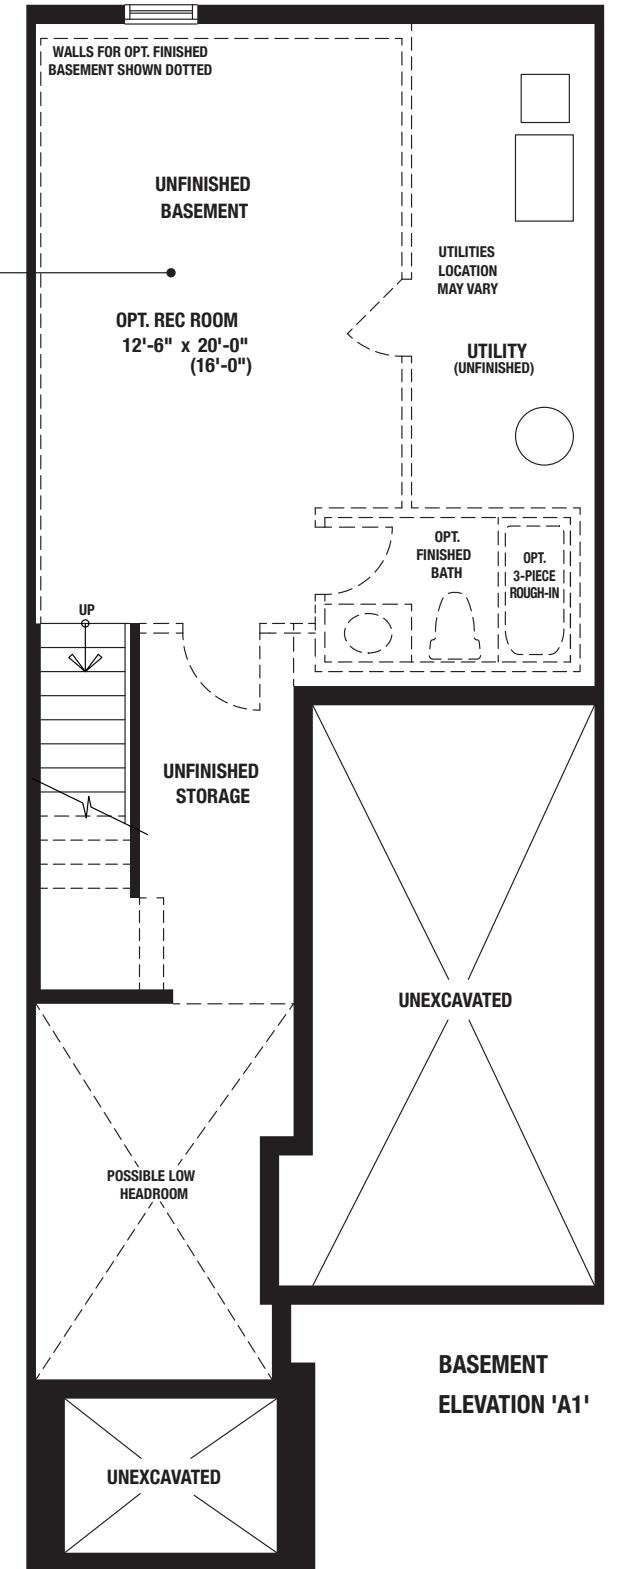 WALLS FOR OPT. FINISHED
BASEMENT SHOWN DOTTED
UNFINISHED
BASEMENT
UTILITIES
LOCATION
MAY VARY
OPT. REC ROOM
12'-6" x 20'-0"
(16'-0")
UTILITY
(UNFINISHED)
OPT.
FINISHED
BATH
OPT.
3-PIECE
ROUGH-IN
UP
UNFINISHED
STORAGE
UNEXCAVATED
POSSIBLE LOW
HEADROOM
BASEMENT
ELEVATION 'A1'
UNEXCAVATED